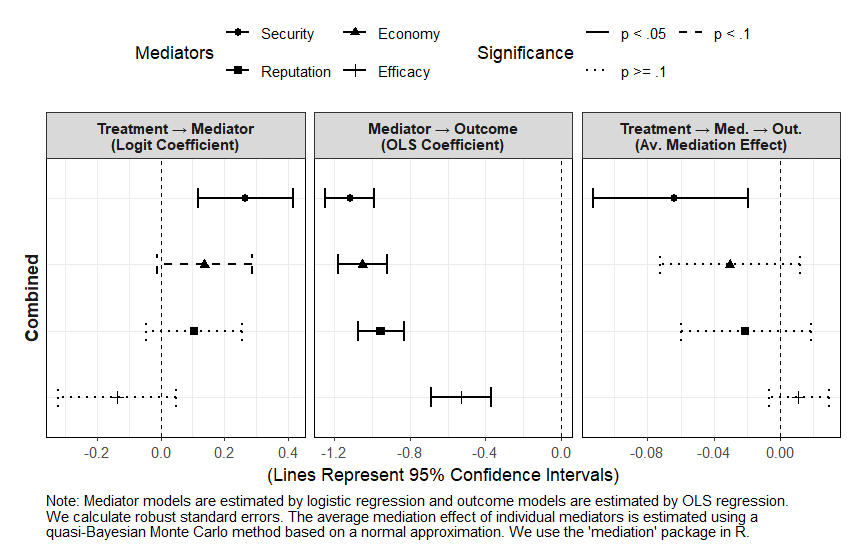 Mediators
Security
Economy
Reputation
Efficacy
Significance
p < .05
p < .1
p >= .1
Treatment → Mediator
(Logit Coefficient)
Mediator → Outcome
(OLS Coefficient)
Treatment → Med. → Out.
(Av. Mediation Effect)
Combined
-0.2 0.0 0.2 0.4
-1.2 -0.8 -0.4 0.0
-0.08 -0.04 0.00
(Lines Represent 95% Confidence Intervals)
Note: Mediator models are estimated by logistic regression and outcome models are estimated by OLS regression.
We calculate robust standard errors. The average mediation effect of individual mediators is estimated using a
quasi-Bayesian Monte Carlo method based on a normal approximation. We use the 'mediation' package in R.